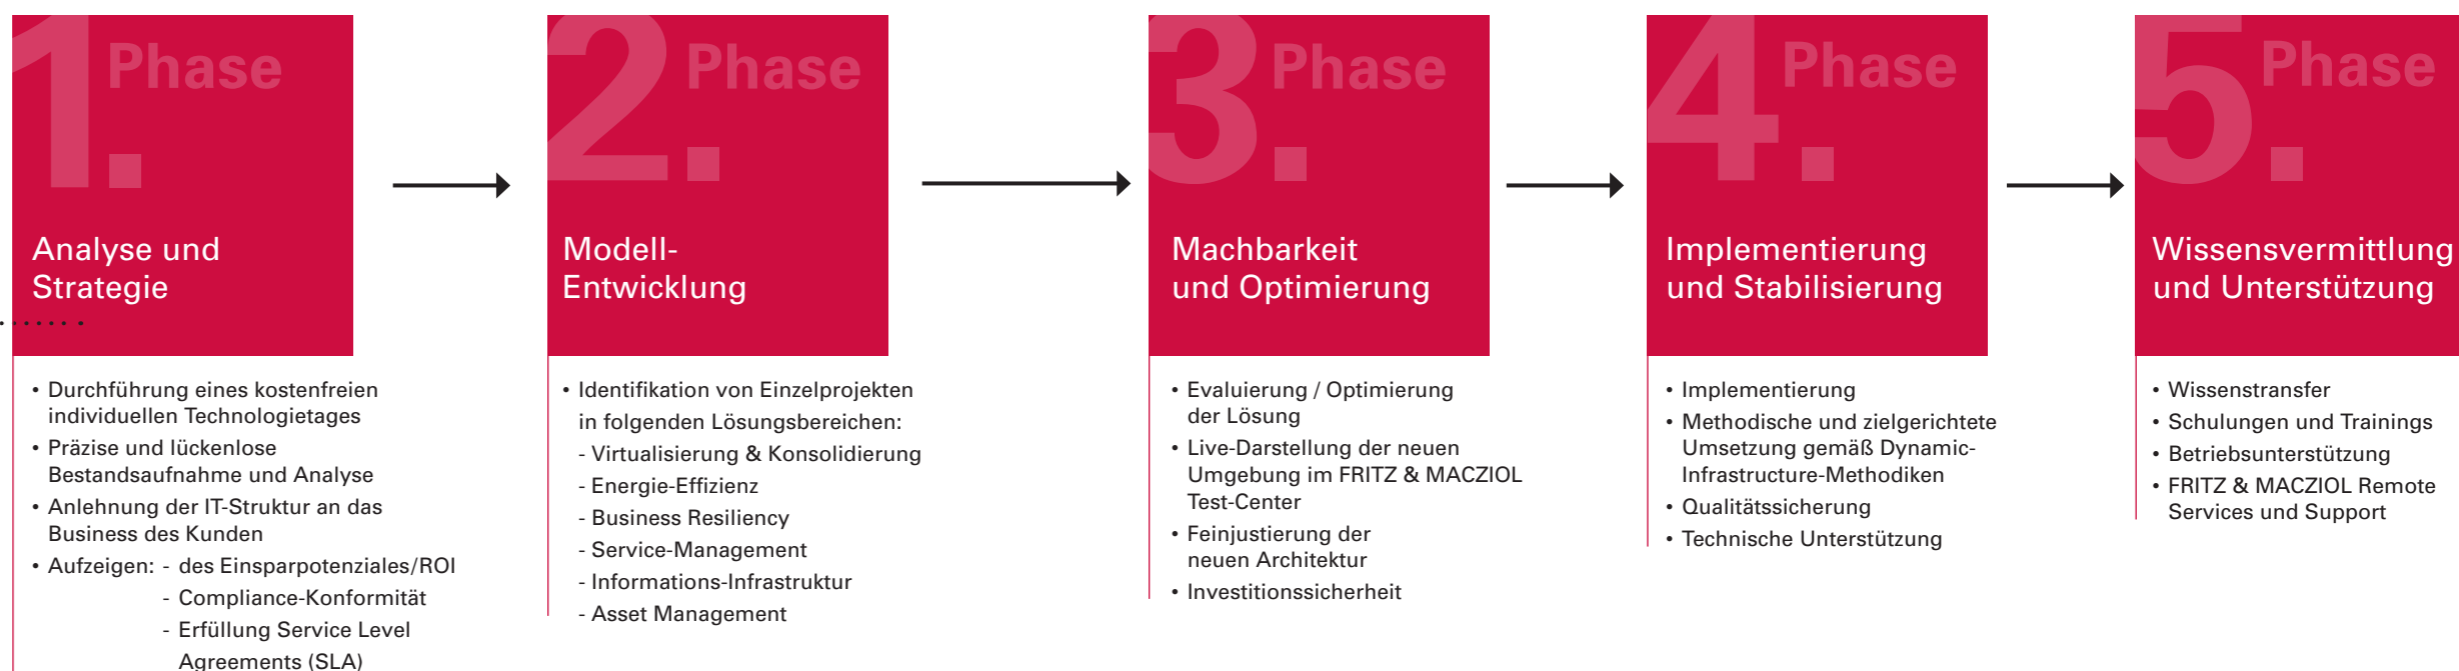 1. Phase
Analyse und
Strategie
• Durchführung eines kostenfreien
individuellen Technologietages
• Präzise und lückenlose
Bestandsaufnahme und Analyse
• Anlehnung der IT-Struktur an das
Business des Kunden
• Aufzeigen: - des Einsparpotenziales/ROI
- Compliance-Konformität
- Erfüllung Service Level
Agreements (SLA)
2. Phase
Modell-
Entwicklung
• Identifikation von Einzelprojekten
in folgenden Lösungsbereichen:
- Virtualisierung & Konsolidierung
- Energie-Effizienz
- Business Resiliency
- Service-Management
- Informations-Infrastruktur
- Asset Management
3. Phase
Machbarkeit
und Optimierung
• Evaluierung / Optimierung
der Lösung
• Live-Darstellung der neuen
Umgebung im FRITZ & MACZIOL
Test-Center
• Feinjustierung der
neuen Architektur
• Investitionssicherheit
4. Phase
Implementierung
und Stabilisierung
• Implementierung
• Methodische und zielgerichtete
Umsetzung gemäß Dynamic-
Infrastructure-Methodiken
• Qualitätssicherung
• Technische Unterstützung
5. Phase
Wissensvermittlung
und Unterstützung
• Wissenstransfer
• Schulungen und Trainings
• Betriebsunterstützung
• FRITZ & MACZIOL Remote
Services und Support